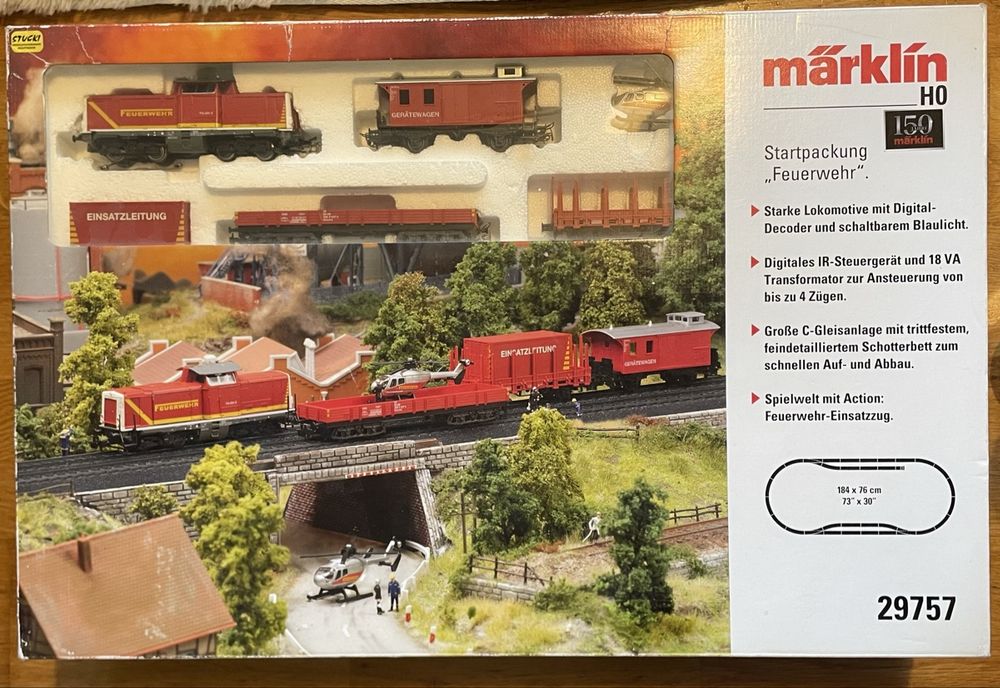 STUCKI
FEUERWEHR
GERÄTEWAGEN
EINSATZLEITUNG
märklin
H0
150
märklin
Startpackung
„Feuerwehr“.
Starke Lokomotive mit Digital-
Decoder und schaltbarem Blaulicht.
Digitales IR-Steuergerät und 18 VA
Transformator zur Ansteuerung von
bis zu 4 Zügen.
Große C-Gleisanlage mit trittfestem,
feindetailliertem Schotterbett zum
schnellen Auf- und Abbau.
Spielwelt mit Action:
Feuerwehr-Einsatzzug.
FEUERWEHR
EINSATZLEITUNG
GERÄTEWAGEN
184 x 76 cm
73" x 30"
29757